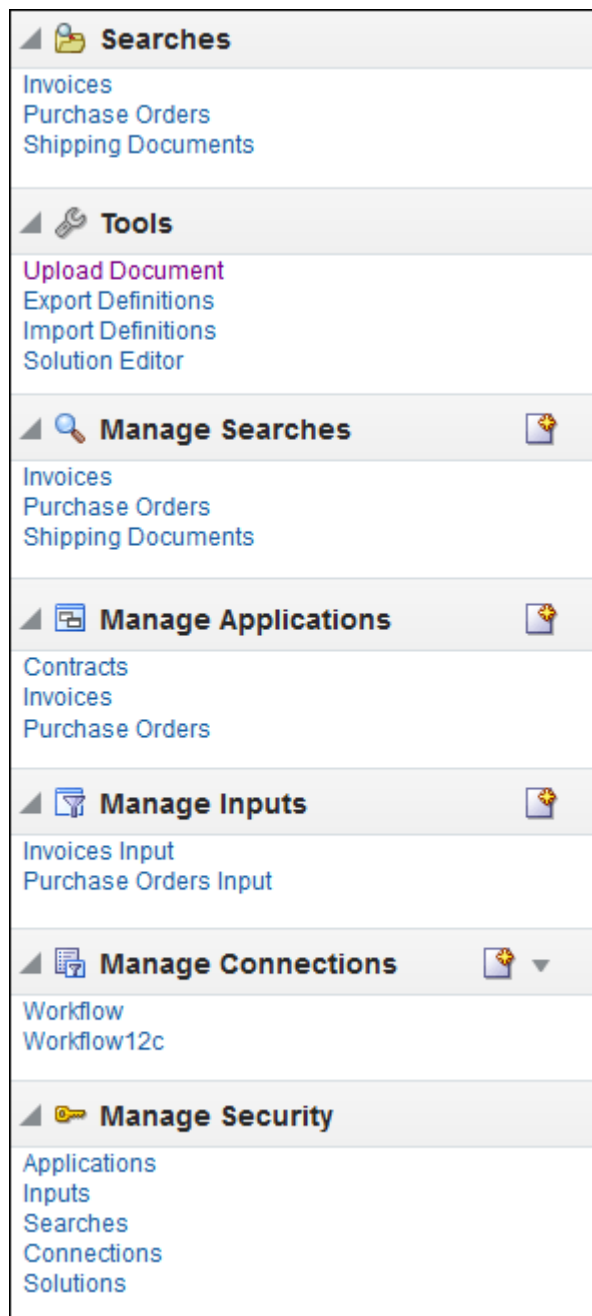 Searches
Invoices
Purchase Orders
Shipping Documents
Tools
Upload Document
Export Definitions
Import Definitions
Solution Editor
Manage Searches
Invoices
Purchase Orders
Shipping Documents
Manage Applications
Contracts
Invoices
Purchase Orders
Manage Inputs
Invoices Input
Purchase Orders Input
Manage Connections
Workflow
Workflow12c
Manage Security
Applications
Inputs
Searches
Connections
Solutions